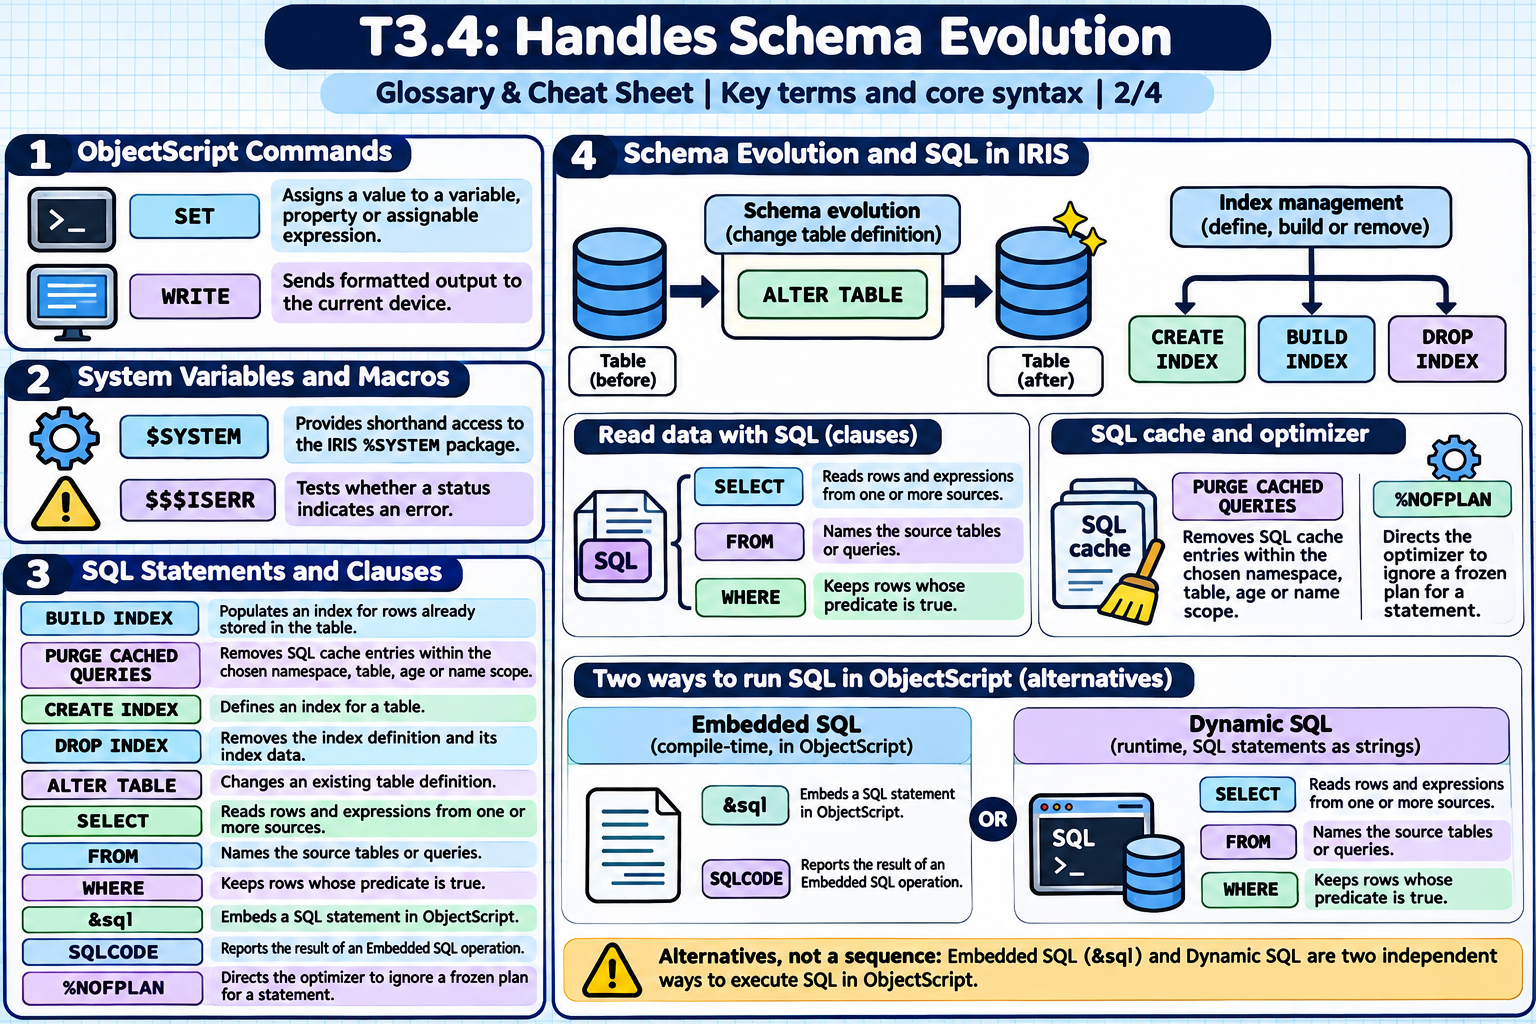 T3.4: Handles Schema Evolution
Glossary & Cheat Sheet | Key terms and core syntax | 2/4
1 ObjectScript Commands
>_
SET
Assigns a value to a variable,
property or assignable
expression.
WRITE
Sends formatted output to
the current device.
2 System Variables and Macros
$SYSTEM
Provides shorthand access to
the IRIS %SYSTEM package.
$$$ISERR
Tests whether a status
indicates an error.
3 SQL Statements and Clauses
BUILD INDEX
Populates an index for rows already
stored in the table.
PURGE CACHED
QUERIES
Removes SQL cache entries within the
chosen namespace, table, age or name scope.
CREATE INDEX
Defines an index for a table.
DROP INDEX
Removes the index definition and its
index data.
ALTER TABLE
Changes an existing table definition.
SELECT
Reads rows and expressions from one or
more sources.
FROM
Names the source tables or queries.
WHERE
Keeps rows whose predicate is true.
&sql
Embeds a SQL statement in ObjectScript.
SQLCODE
Reports the result of an Embedded SQL operation.
%NOFPLAN
Directs the optimizer to ignore a frozen plan
for a statement.
4 Schema Evolution and SQL in IRIS
Table
(before)
Schema evolution
(change table definition)
ALTER TABLE
Table
(after)
Index management
(define, build or remove)
CREATE
INDEX
BUILD
INDEX
DROP
INDEX
Read data with SQL (clauses)
SQL
SELECT
Reads rows and expressions
from one or more sources.
FROM
Names the source tables
or queries.
WHERE
Keeps rows whose
predicate is true.
SQL cache and optimizer
SQL
cache
PURGE CACHED
QUERIES
Removes SQL cache
entries within the
chosen namespace,
table, age or name
scope.
%NOFPLAN
Directs the
optimizer to
ignore a frozen
plan for a
statement.
Two ways to run SQL in ObjectScript (alternatives)
Embedded SQL
(compile-time, in ObjectScript)
&sql
Embeds a SQL statement
in ObjectScript.
SQLCODE
Reports the result of an
Embedded SQL operation.
OR
Dynamic SQL
(runtime, SQL statements as strings)
SQL
>_
SELECT
Reads rows and expressions
from one or more sources.
FROM
Names the source tables
or queries.
WHERE
Keeps rows whose
predicate is true.
Alternatives, not a sequence: Embedded SQL (&sql) and Dynamic SQL are two independent
ways to execute SQL in ObjectScript.